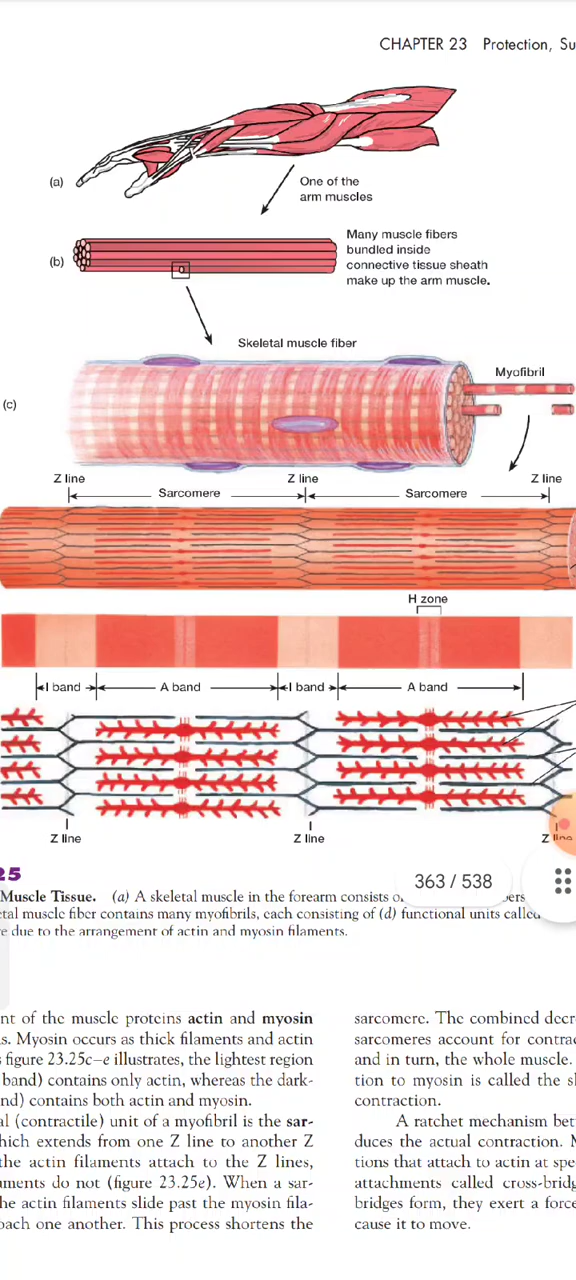 CHAPTER 23 Protection, Su
(a)
One of the
arm muscles
(b)
Many muscle fibers
bundled inside
connective tissue sheath
make up the arm muscle.
Skeletal muscle fiber
Myofibril
(c)
Z line
Z line
Z line
Sarcomere
Sarcomere
H zone
I band
A band
I band
A band
Z line
Z line
Z line
25
363 / 538
Muscle Tissue. (a) A skeletal muscle in the forearm consists o
etal muscle fiber contains many myofibrils, each consisting of (d) functional units called
e due to the arrangement of actin and myosin filaments.
nt of the muscle proteins actin and myosin
s. Myosin occurs as thick filaments and actin
s figure 23.25c–e illustrates, the lightest region
band) contains only actin, whereas the dark-
nd) contains both actin and myosin.
al (contractile) unit of a myofibril is the sar-
hich extends from one Z line to another Z
the actin filaments attach to the Z lines,
aments do not (figure 23.25e). When a sar-
he actin filaments slide past the myosin fila-
oach one another. This process shortens the
sarcomere. The combined decr
sarcomeres account for contrac
and in turn, the whole muscle.
tion to myosin is called the sl
contraction.
A ratchet mechanism bet
duces the actual contraction. M
tions that attach to actin at spe
attachments called cross-bridg
bridges form, they exert a force
cause it to move.